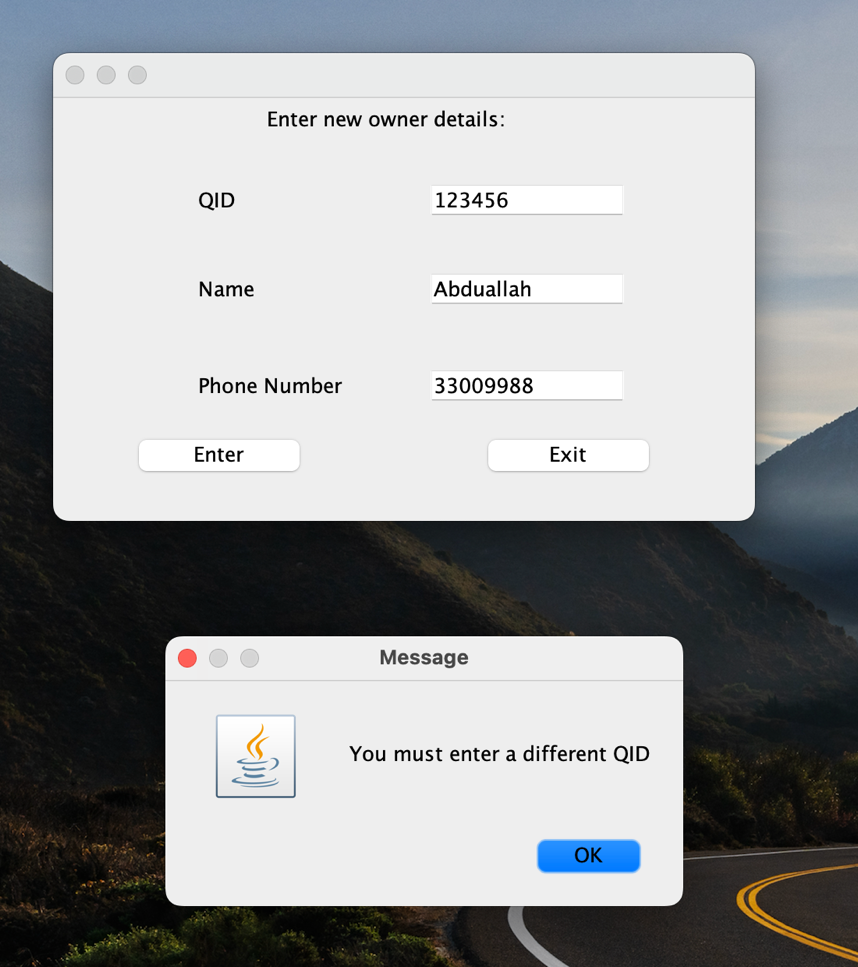 Enter new owner details:
QID 123456
Name Abduallah
Phone Number 33009988
Enter Exit
Message
You must enter a different QID
OK